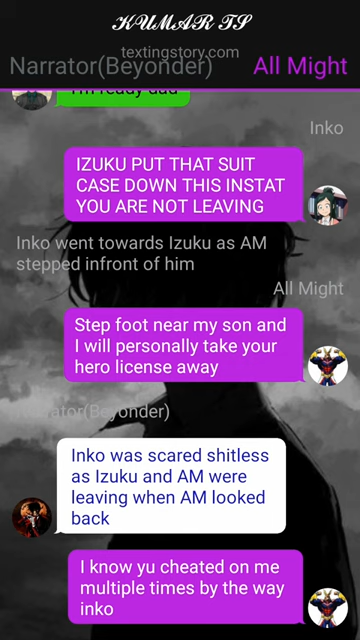 KUMAR TS
textingstory.com
Narrator(Beyonder) All Might
I'm ready dad
Inko
IZUKU PUT THAT SUIT
CASE DOWN THIS INSTAT
YOU ARE NOT LEAVING
Inko went towards Izuku as AM
stepped infront of him
All Might
Step foot near my son and
I will personally take your
hero license away
Narrator(Beyonder)
Inko was scared shitless
as Izuku and AM were
leaving when AM looked
back
I know yu cheated on me
multiple times by the way
inko